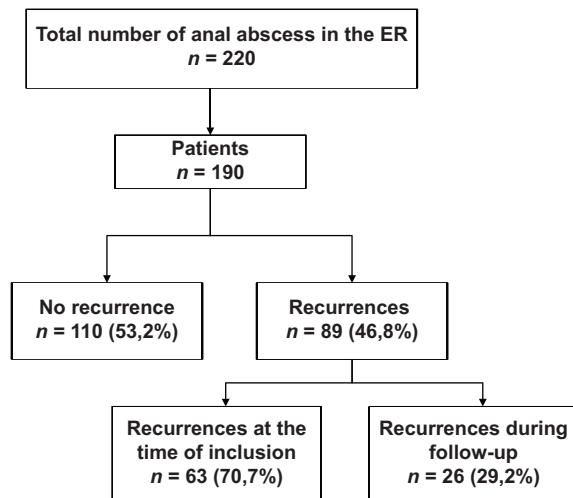 Total number of anal abscess in the ER
n = 220
Patients
n = 190
No recurrence
n = 110 (53,2%)
Recurrences
n = 89 (46,8%)
Recurrences at the
time of inclusion
n = 63 (70,7%)
Recurrences during
follow-up
n = 26 (29,2%)